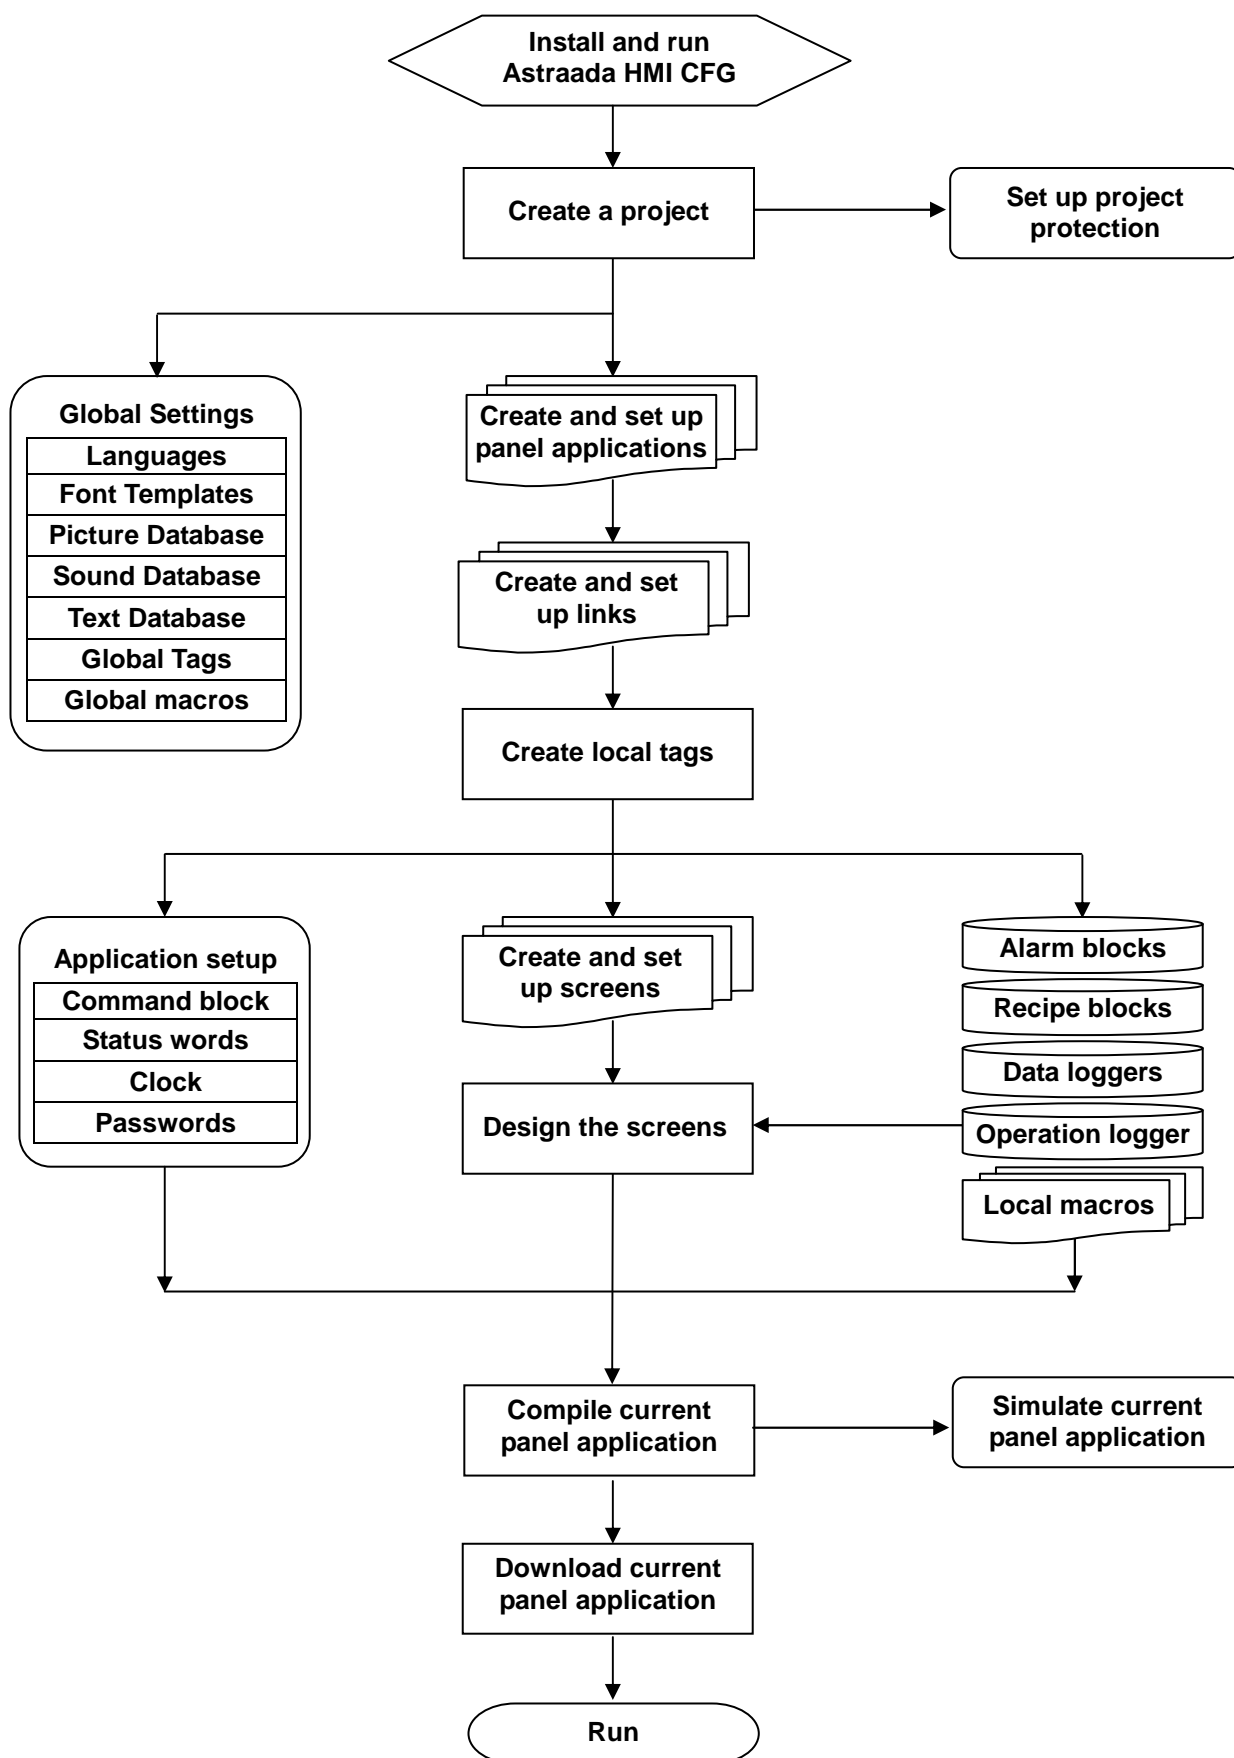 Install and run
Astraada HMI CFG
Create a project
Set up project
protection
Global Settings
Languages
Font Templates
Picture Database
Sound Database
Text Database
Global Tags
Global macros
Create and set up
panel applications
Create and set
up links
Create local tags
Application setup
Command block
Status words
Clock
Passwords
Create and set
up screens
Design the screens
Alarm blocks
Recipe blocks
Data loggers
Operation logger
Local macros
Compile current
panel application
Simulate current
panel application
Download current
panel application
Run